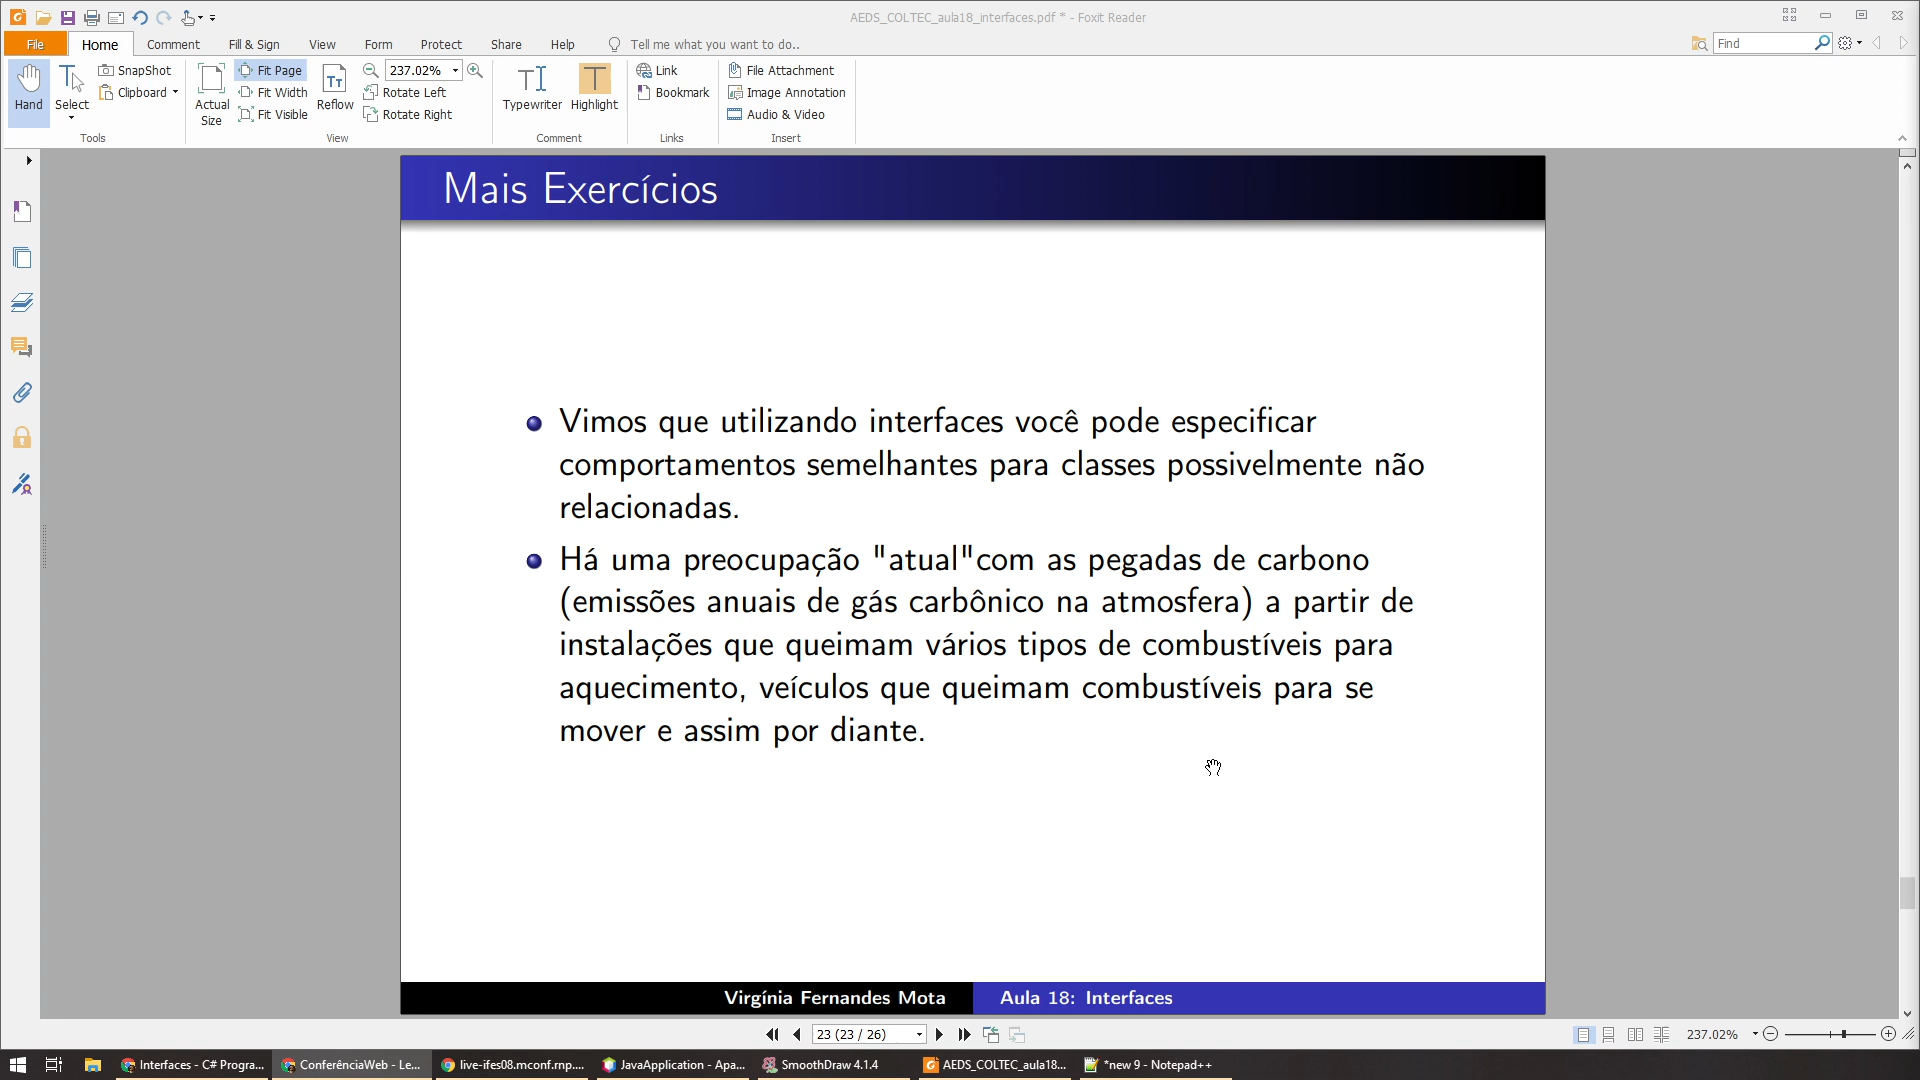 AEDS_COLTEC_aula18_interfaces.pdf * - Foxit Reader
File Home Comment Fill & Sign View Form Protect Share Help Tell me what you want to do.. Find
Hand Select SnapShot Clipboard
Actual Size Fit Page Fit Width Fit Visible Reflow 237.02% Rotate Left Rotate Right
Typewriter Highlight Link Bookmark File Attachment Image Annotation Audio & Video
Tools View Comment Links Insert
Mais Exercícios
Vimos que utilizando interfaces você pode especificar
comportamentos semelhantes para classes possivelmente não
relacionadas.
Há uma preocupação "atual"com as pegadas de carbono
(emissões anuais de gás carbônico na atmosfera) a partir de
instalações que queimam vários tipos de combustíveis para
aquecimento, veículos que queimam combustíveis para se
mover e assim por diante.
Virgínia Fernandes Mota Aula 18: Interfaces
23 (23 / 26) 237.02%
Interfaces - C# Progra... ConferênciaWeb - Le... live-ifes08.mconf.rnp.... JavaApplication - Apa... SmoothDraw 4.1.4 AEDS_COLTEC_aula18... *new 9 - Notepad++